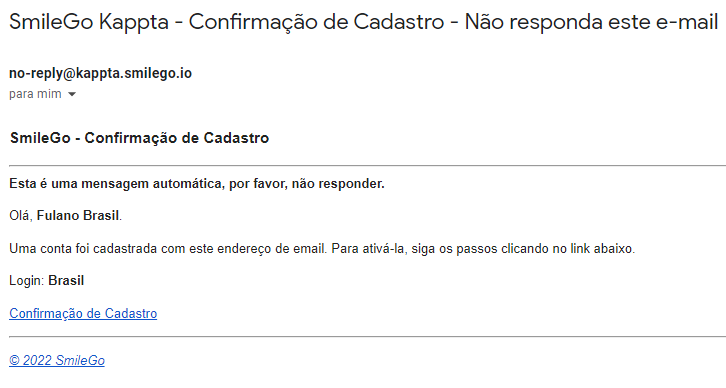 SmileGo Kappta - Confirmação de Cadastro - Não responda este e-mail
no-reply@kappta.smilego.io
para mim
SmileGo - Confirmação de Cadastro
Esta é uma mensagem automática, por favor, não responder.
Olá, Fulano Brasil.
Uma conta foi cadastrada com este endereço de email. Para ativá-la, siga os passos clicando no link abaixo.
Login: Brasil
Confirmação de Cadastro
© 2022 SmileGo